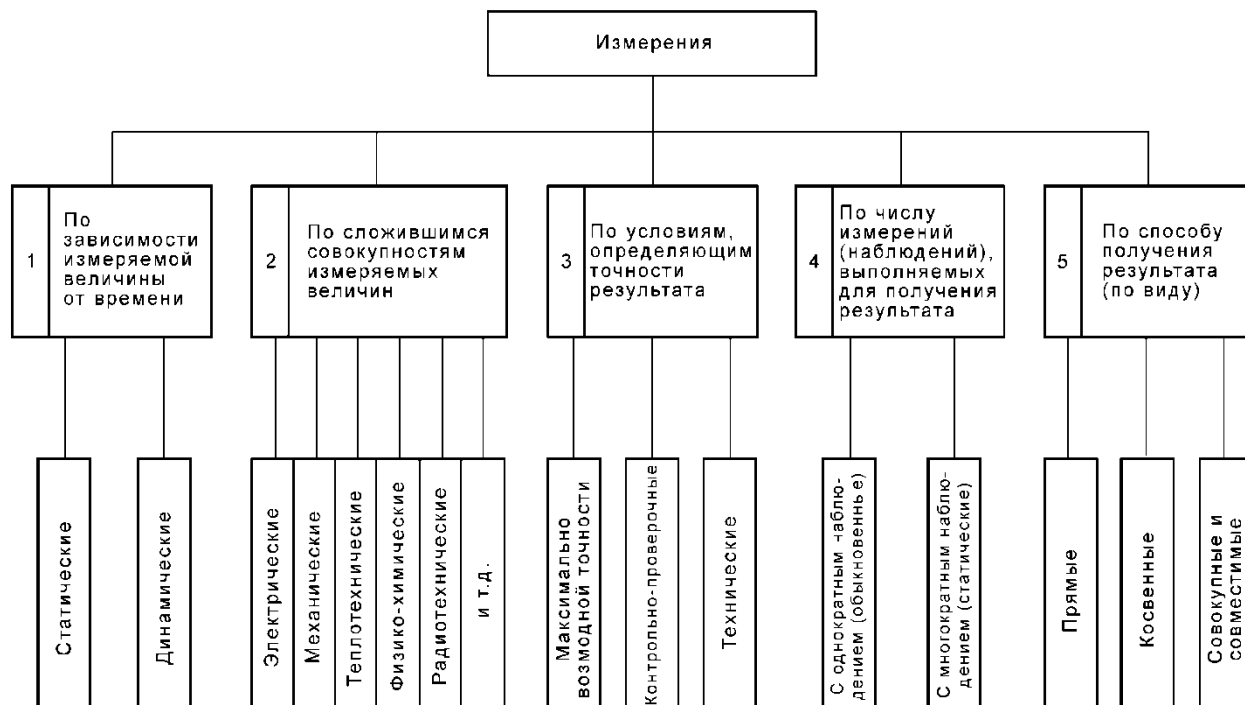 Измерения
1
По
зависимости
измеряемой
величины
от времени
2
По сложившимся
совокупностям
измеряемых
величин
3
По условиям,
определяющим
точности
результата
4
По числу
измерений
(наблюдений),
выполняемых
для получения
результата
5
По способу
получения
результата
(по виду)
Статические
Динамические
Электрические
Механические
Теплотехнические
Физико-химические
Радиотехнические
и т.д.
Максимально
возмодной точности
Контрольно-проверочные
Технические
С однократным наблю-
дением (обыкновеннье)
С многократным наблю-
дением (статические)
Прямые
Косвенные
Совокупные и
совместимые